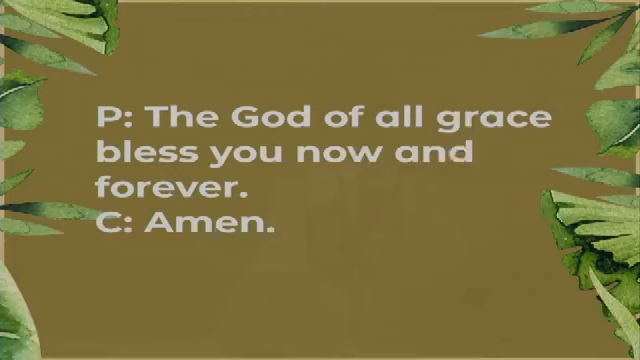 P: The God of all grace
bless you now and
forever.
C: Amen.